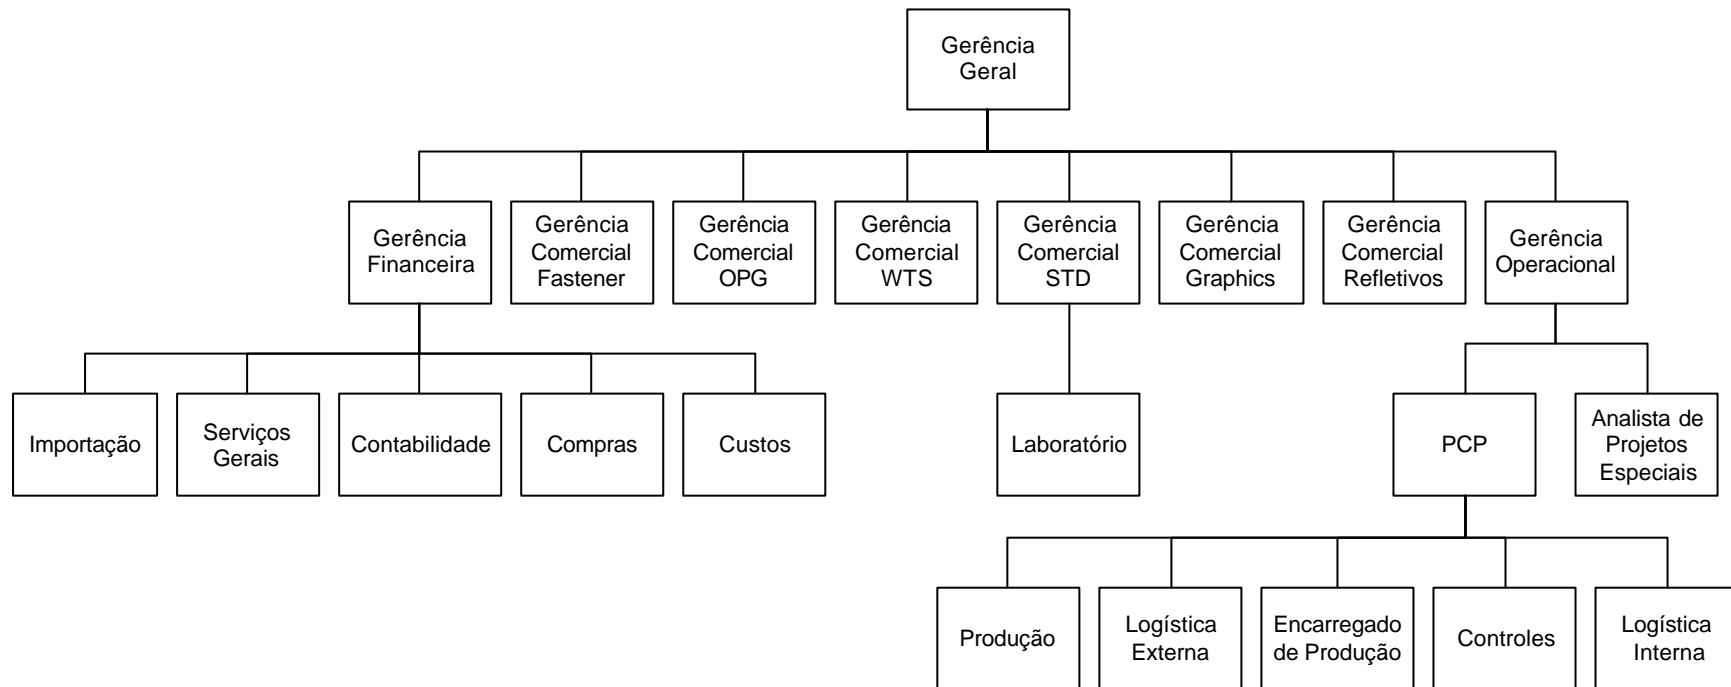 Gerência
Geral
Gerência
Financeira
Gerência
Comercial
Fastener
Gerência
Comercial
OPG
Gerência
Comercial
WTS
Gerência
Comercial
STD
Gerência
Comercial
Graphics
Gerência
Comercial
Refletivos
Gerência
Operacional
Importação
Serviços
Gerais
Contabilidade
Compras
Custos
Laboratório
PCP
Analista de
Projetos
Especiais
Produção
Logística
Externa
Encarregado
de Produção
Controles
Logística
Interna